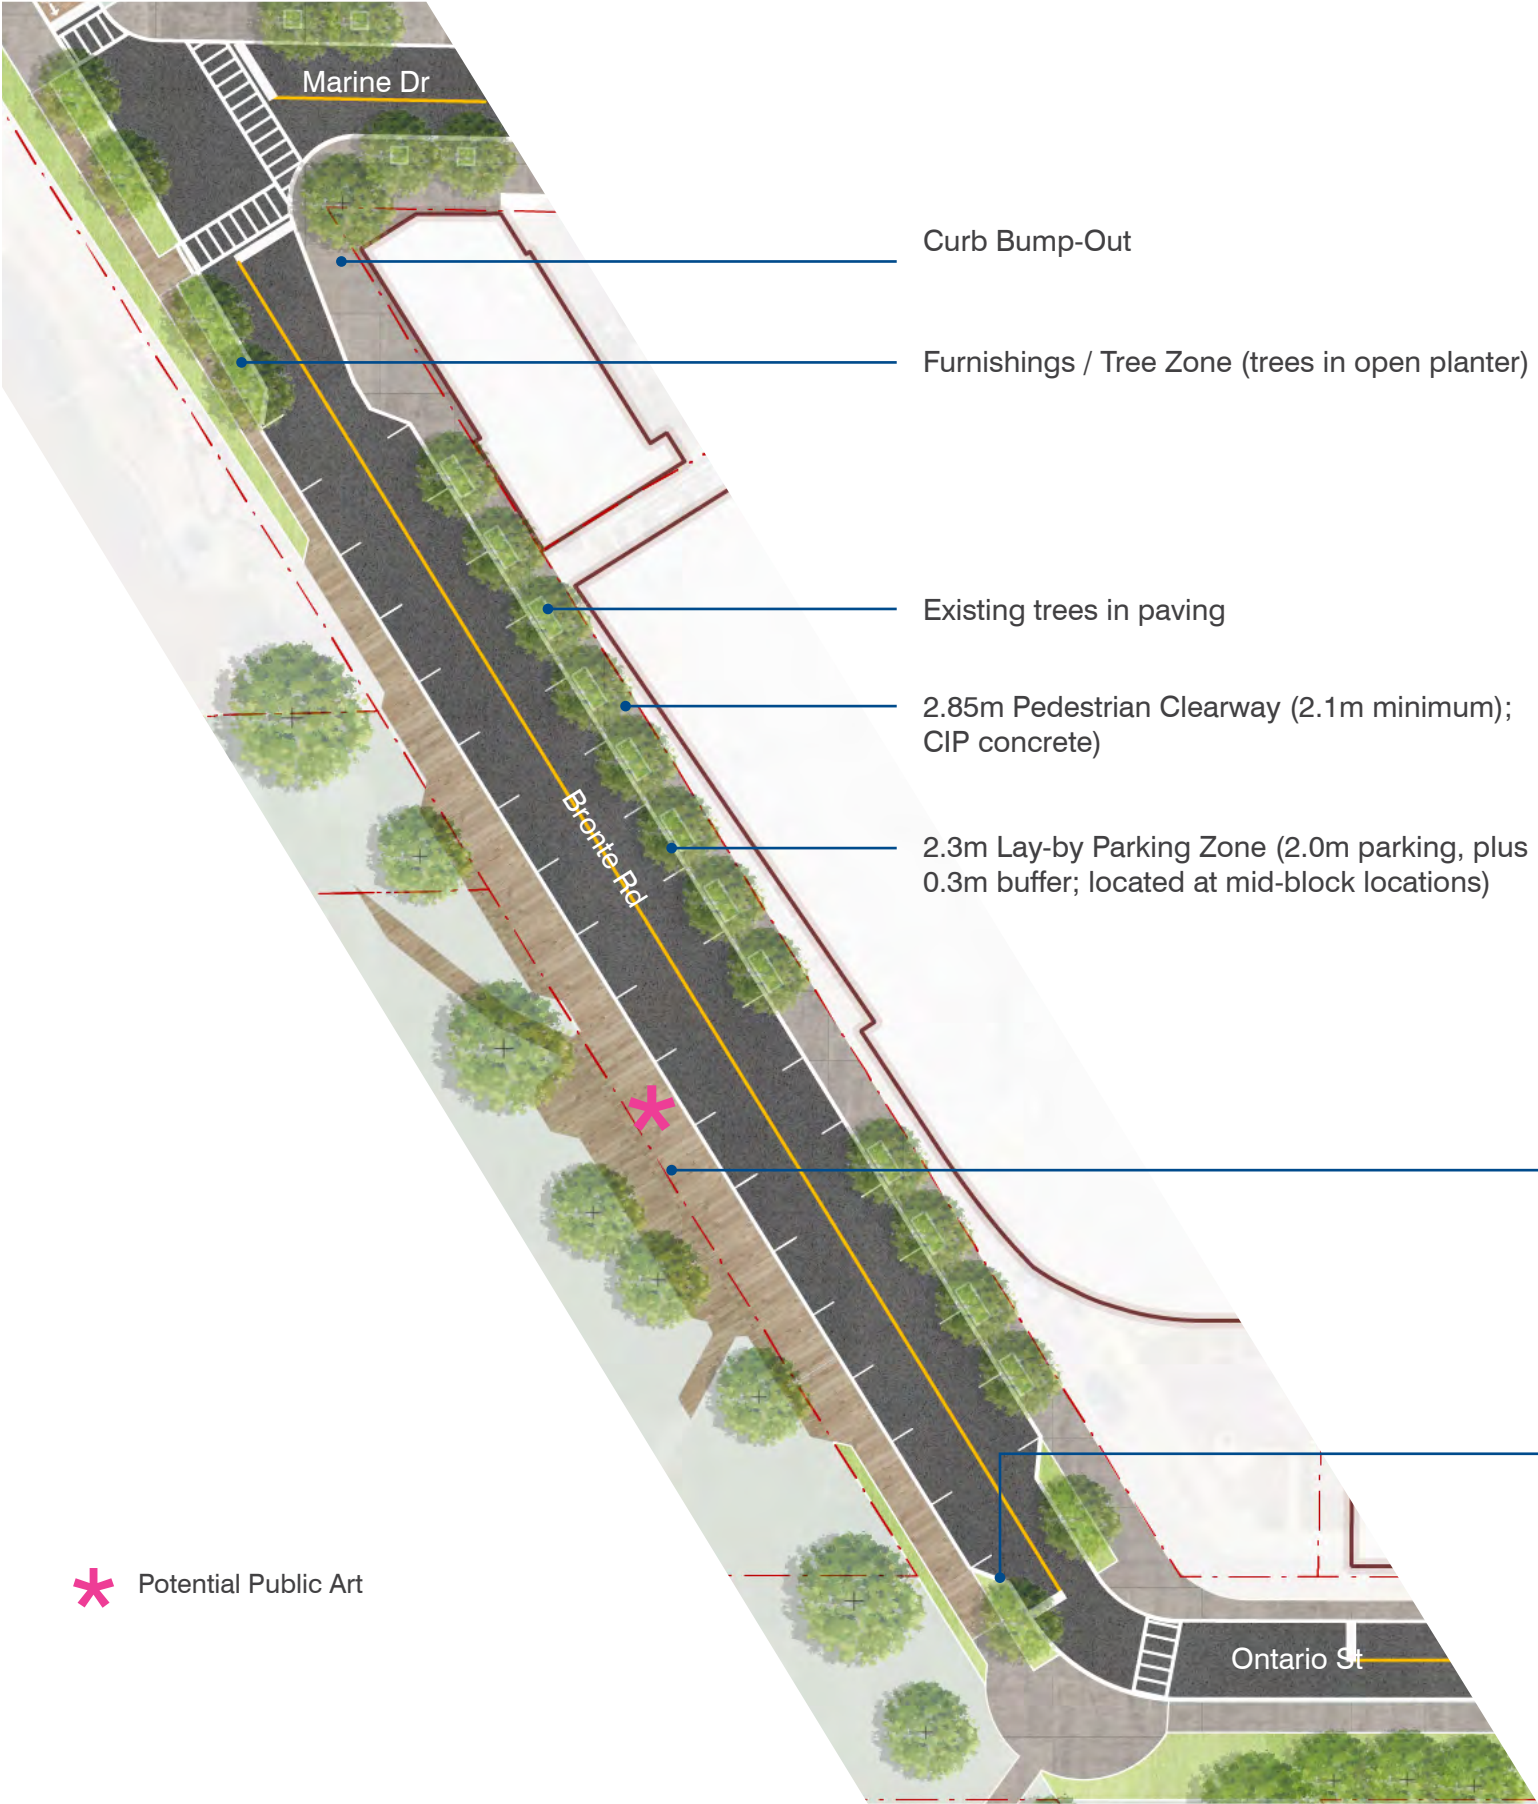 Marine Dr
Curb Bump-Out
Furnishings / Tree Zone (trees in open planter)
Existing trees in paving
2.85m Pedestrian Clearway (2.1m minimum);
CIP concrete)
2.3m Lay-by Parking Zone (2.0m parking, plus
0.3m buffer; located at mid-block locations)
Bronte Rd
Potential Public Art
Ontario St